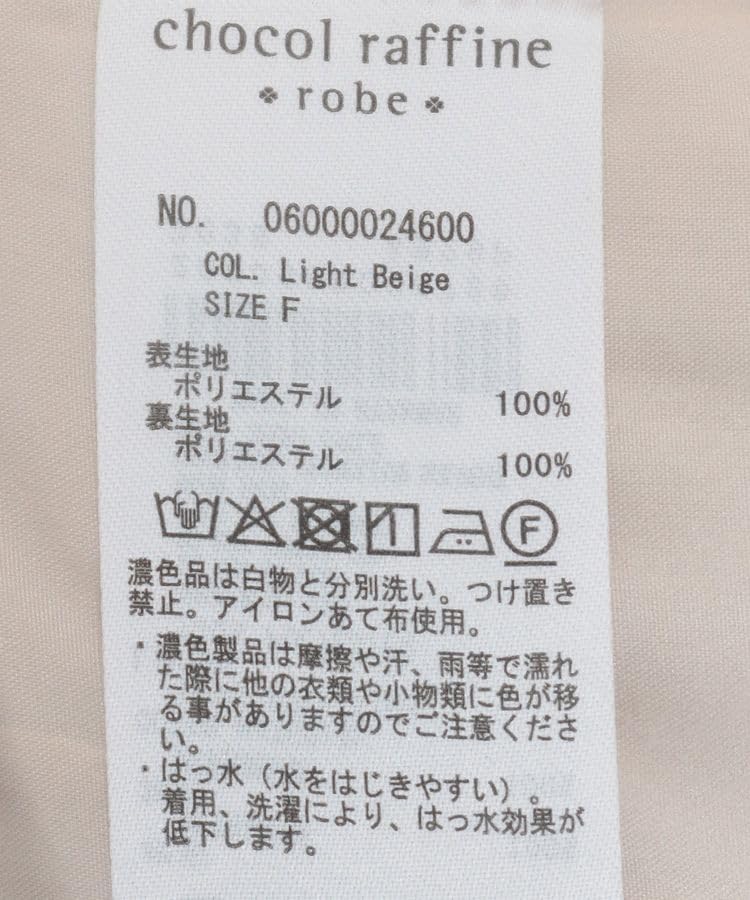 chocol raffine
robe
NO. 06000024600
COL. Light Beige
SIZE F
表生地
ポリエステル 100%
裏生地
ポリエステル 100%
F
濃色品は白物と分別洗い。つけ置き
禁止。アイロンあて布使用。
・濃色製品は摩擦や汗、雨等で濡れ
た際に他の衣類や小物類に色が移
る事がありますのでご注意くださ
い。
・はっ水（水をはじきやすい）。
着用、洗濯により、はっ水効果が
低下します。